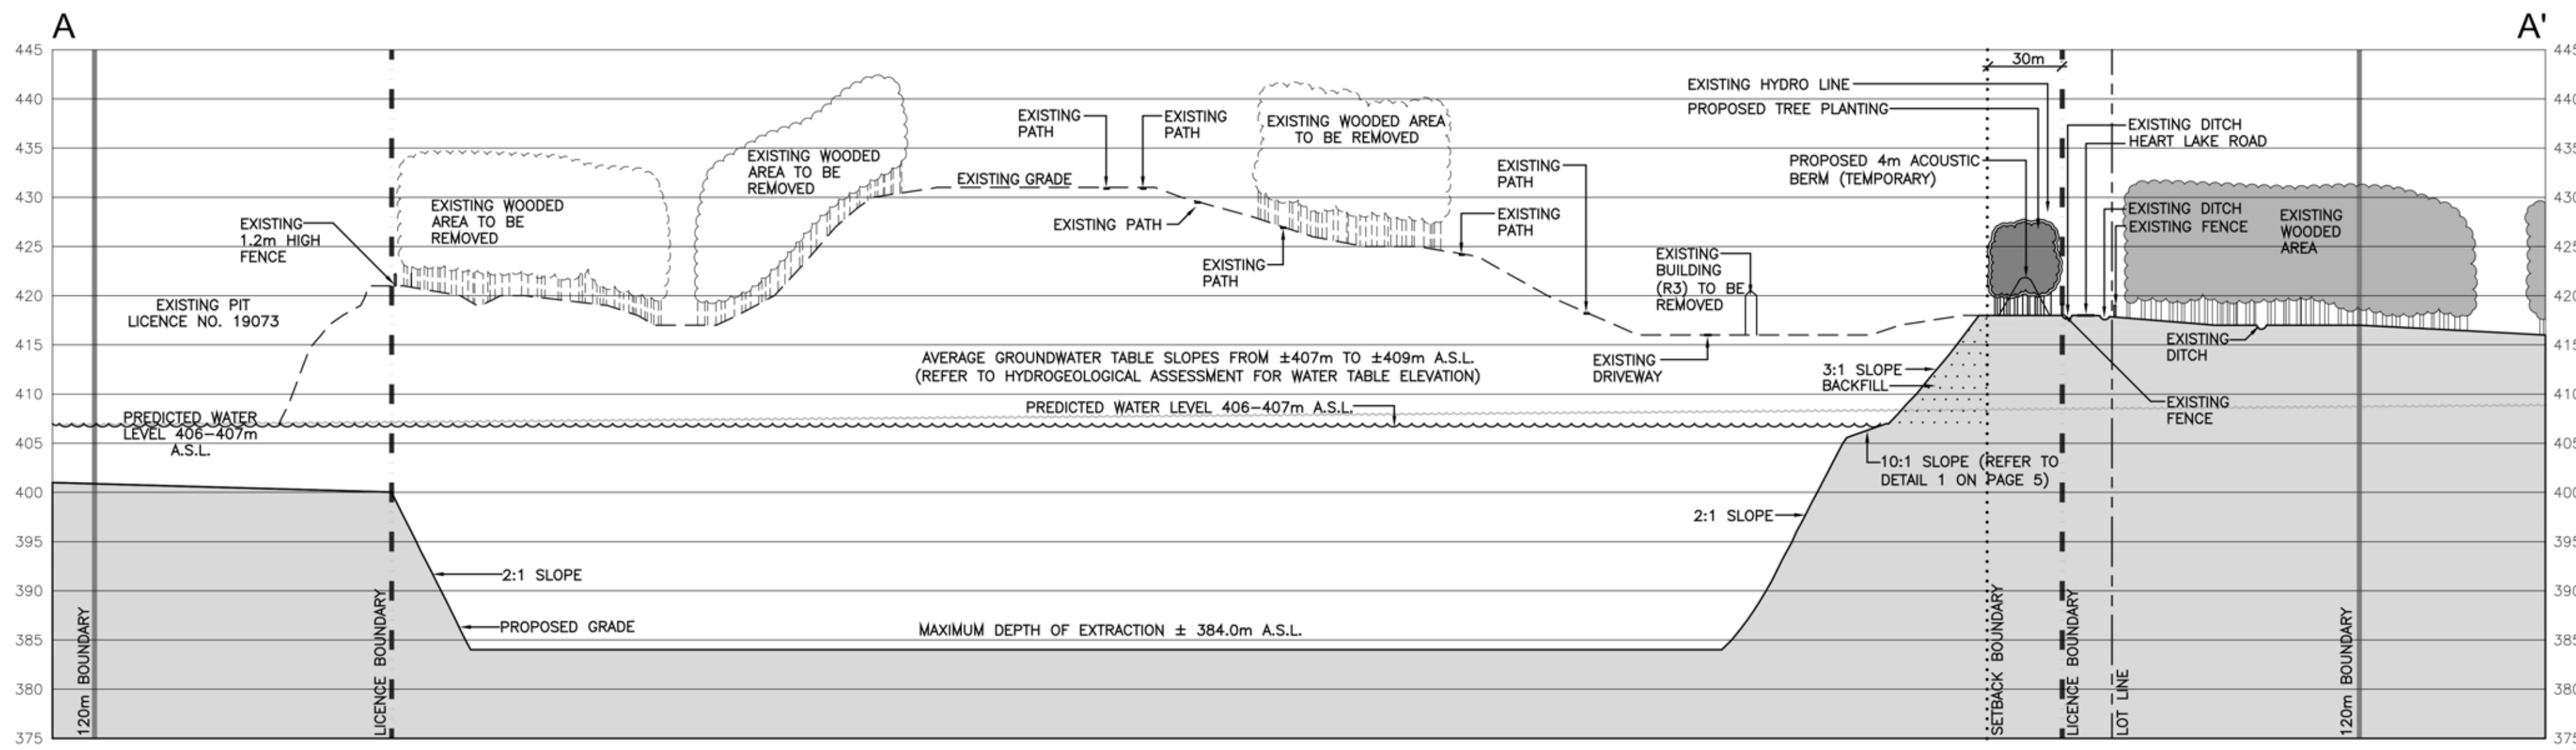 A
A'
445
440
435
430
425
420
415
410
405
400
395
390
385
380
375
EXISTING
1.2m HIGH
FENCE
EXISTING PIT
LICENCE NO. 19073
PREDICTED WATER
LEVEL 406-407m
A.S.L.
120m BOUNDARY
LICENCE BOUNDARY
EXISTING WOODED
AREA TO BE
REMOVED
EXISTING WOODED
AREA TO BE
REMOVED
EXISTING GRADE
EXISTING
PATH
EXISTING
PATH
EXISTING PATH
EXISTING WOODED AREA
TO BE REMOVED
EXISTING
PATH
EXISTING
PATH
EXISTING
PATH
EXISTING
BUILDING
(R3) TO BE
REMOVED
EXISTING
DRIVEWAY
AVERAGE GROUNDWATER TABLE SLOPES FROM ±407m TO ±409m A.S.L.
(REFER TO HYDROGEOLOGICAL ASSESSMENT FOR WATER TABLE ELEVATION)
PREDICTED WATER LEVEL 406-407m A.S.L.
2:1 SLOPE
PROPOSED GRADE
MAXIMUM DEPTH OF EXTRACTION ± 384.0m A.S.L.
2:1 SLOPE
3:1 SLOPE
BACKFILL
10:1 SLOPE (REFER TO
DETAIL 1 ON PAGE 5)
30m
EXISTING HYDRO LINE
PROPOSED TREE PLANTING
PROPOSED 4m ACOUSTIC
BERM (TEMPORARY)
EXISTING DITCH
HEART LAKE ROAD
EXISTING DITCH
EXISTING FENCE
EXISTING
WOODED
AREA
EXISTING
DITCH
EXISTING
FENCE
SETBACK BOUNDARY
LICENCE BOUNDARY
LOT LINE
120m BOUNDARY